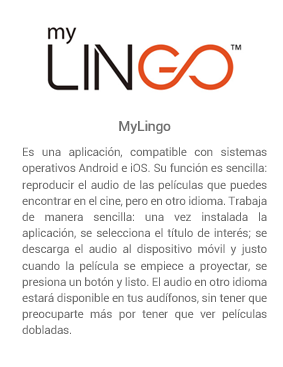 my
LINGO™
MyLingo
Es una aplicación, compatible con sistemas
operativos Android e iOS. Su función es sencilla:
reproducir el audio de las películas que puedes
encontrar en el cine, pero en otro idioma. Trabaja
de manera sencilla: una vez instalada la
aplicación, se selecciona el título de interés; se
descarga el audio al dispositivo móvil y justo
cuando la película se empiece a proyectar, se
presiona un botón y listo. El audio en otro idioma
estará disponible en tus audífonos, sin tener que
preocuparte más por tener que ver películas
dobladas.